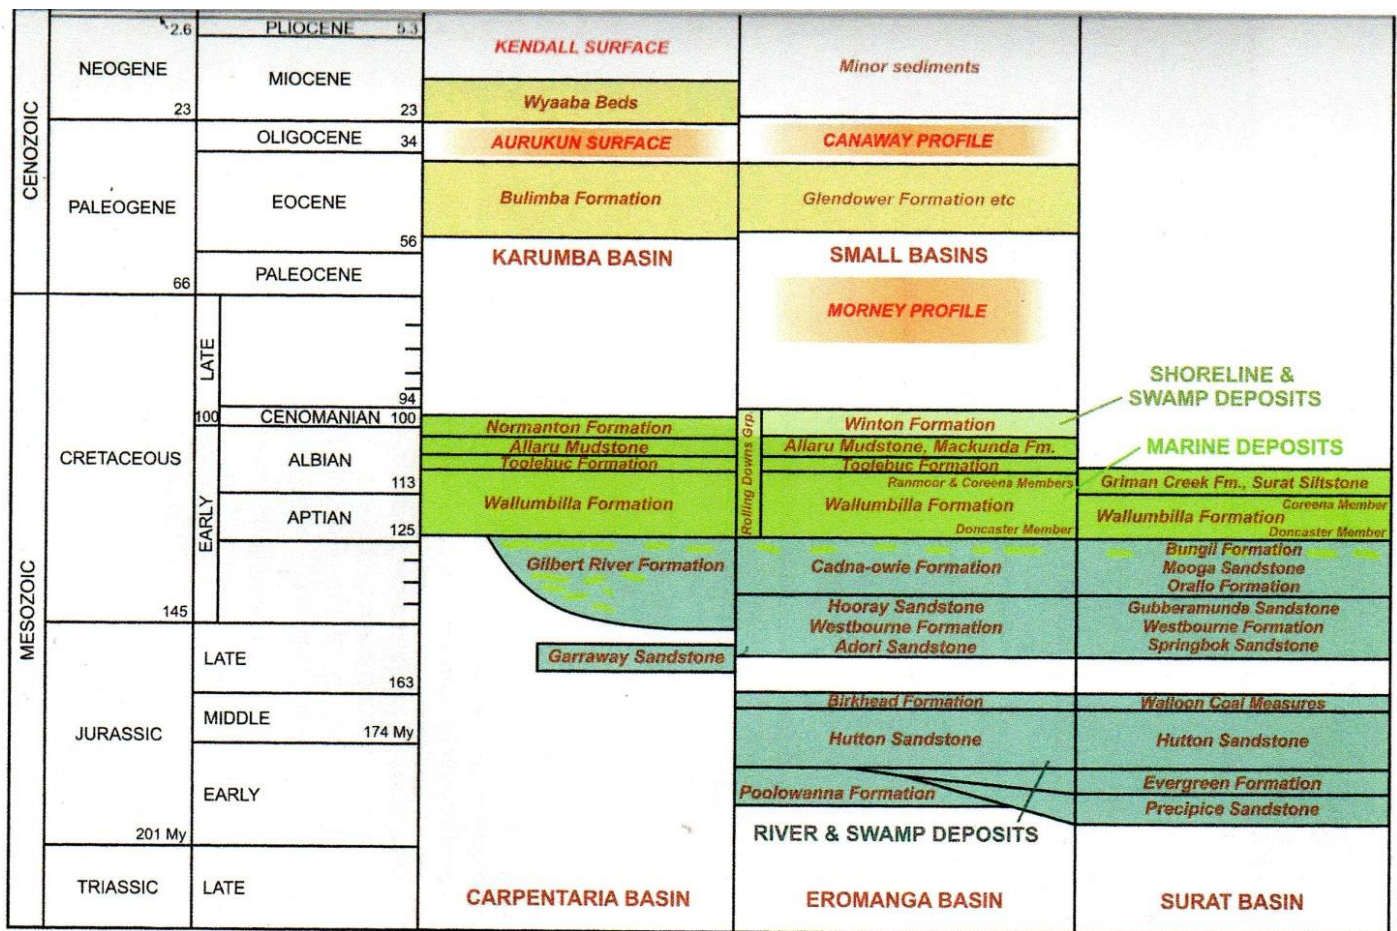 CENOZOIC
MESOZOIC
2.6
NEOGENE
23
PALEOGENE
66
CRETACEOUS
145
JURASSIC
201 My
TRIASSIC
PLIOCENE 5.3
MIOCENE
23
OLIGOCENE 34
EOCENE
56
PALEOCENE
LATE
94
100 CENOMANIAN 100
EARLY
ALBIAN
113
APTIAN
125
LATE
163
MIDDLE
174 My
EARLY
LATE
KENDALL SURFACE
Wyaaba Beds
AURUKUN SURFACE
Bulimba Formation
KARUMBA BASIN
Normanton Formation
Allaru Mudstone
Toolebuc Formation
Wallumbilla Formation
Gilbert River Formation
Garraway Sandstone
CARPENTARIA BASIN
Minor sediments
CANAWAY PROFILE
Glendower Formation etc
SMALL BASINS
MORNEY PROFILE
Rolling Downs Grp.
Winton Formation
Allaru Mudstone, Mackunda Fm.
Toolebuc Formation
Ranmoor & Coreena Members
Wallumbilla Formation
Doncaster Member
Cadna-owie Formation
Hooray Sandstone
Westbourne Formation
Adori Sandstone
Birkhead Formation
Hutton Sandstone
Poolowanna Formation
RIVER & SWAMP DEPOSITS
EROMANGA BASIN
SHORELINE &
SWAMP DEPOSITS
MARINE DEPOSITS
Griman Creek Fm., Surat Siltstone
Coreena Member
Wallumbilla Formation
Doncaster Member
Bungil Formation
Mooga Sandstone
Orallo Formation
Gubberamunda Sandstone
Westbourne Formation
Springbok Sandstone
Walloon Coal Measures
Hutton Sandstone
Evergreen Formation
Precipice Sandstone
SURAT BASIN